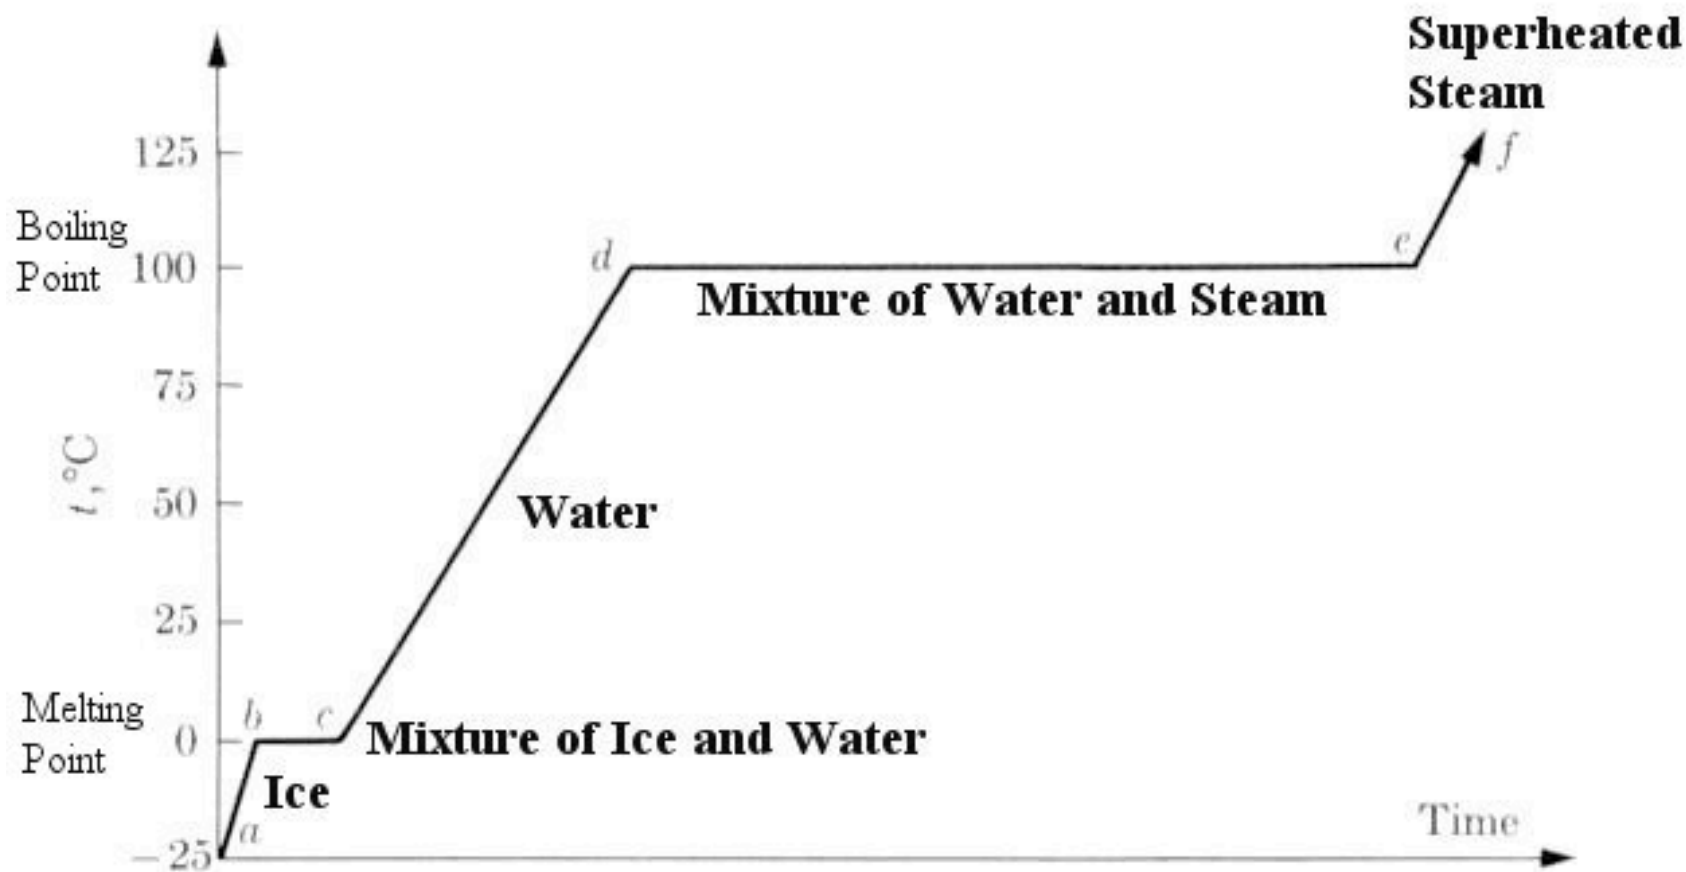 Superheated
Steam
f
125
Boiling
Point
100
d
e
Mixture of Water and Steam
75
t,°C
50
Water
25
Melting
Point
0
b
c
Mixture of Ice and Water
Ice
a
Time
-25